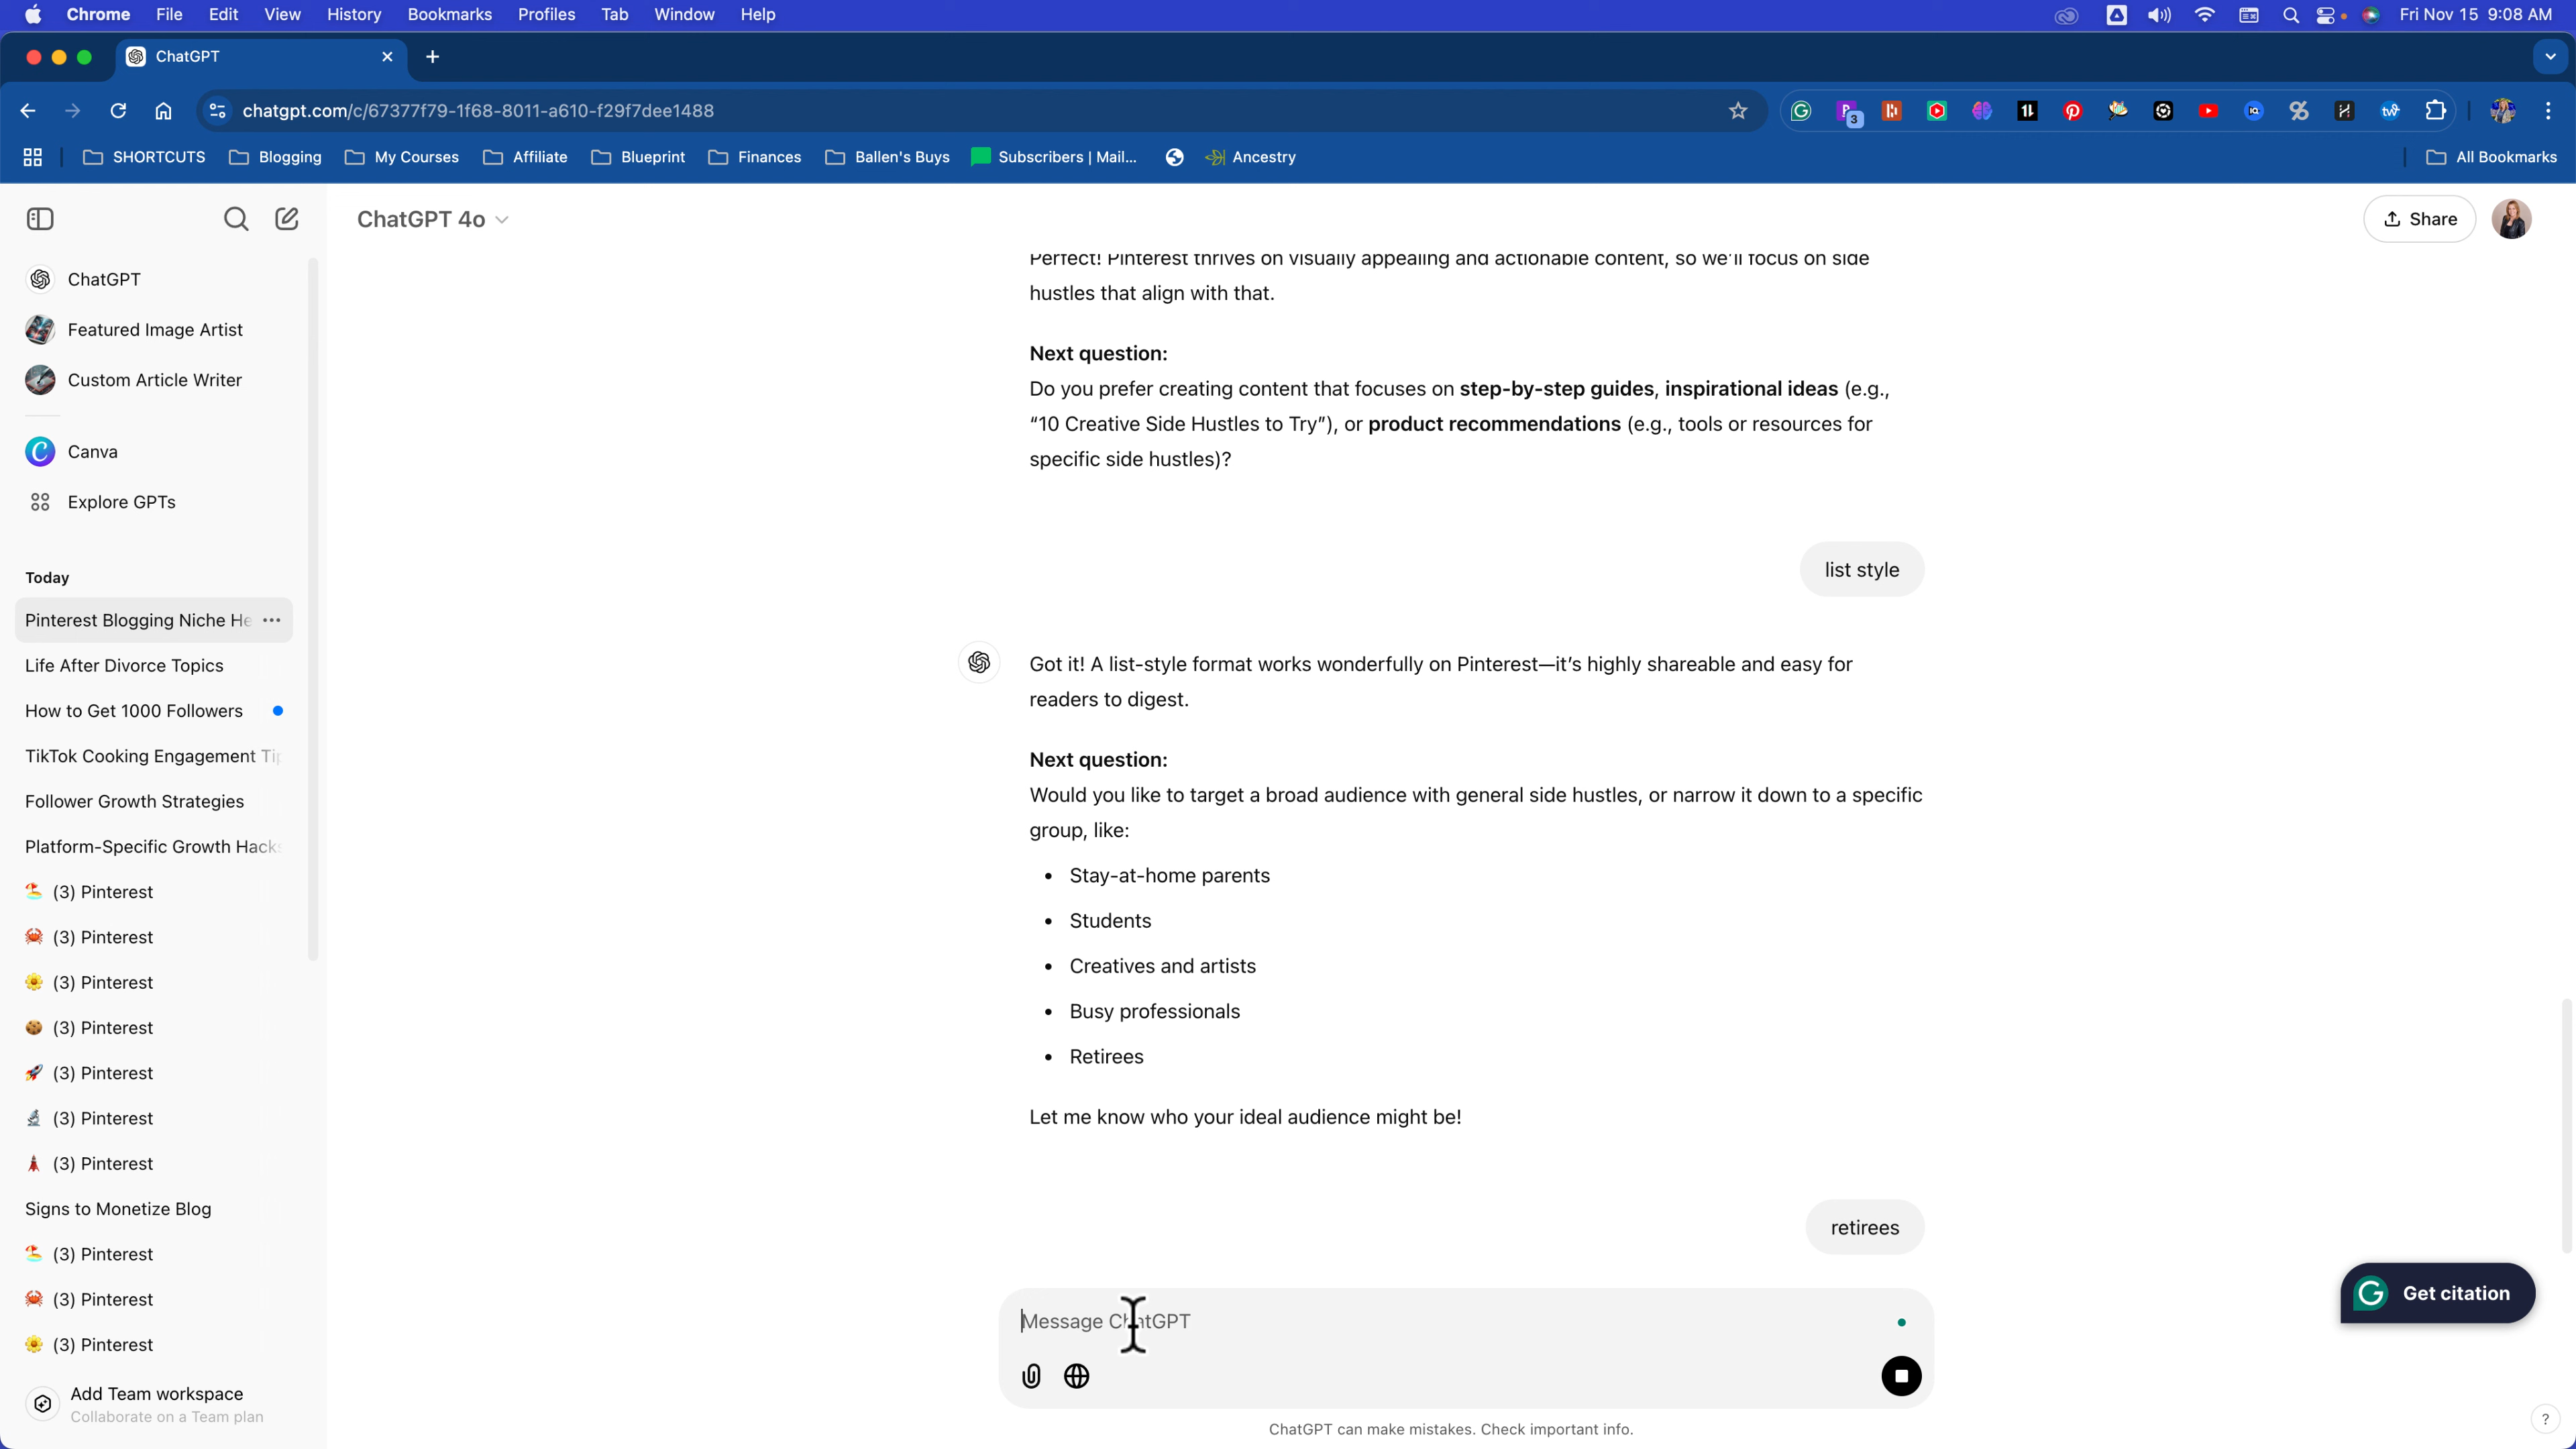 Chrome File Edit View History Bookmarks Profiles Tab Window Help Fri Nov 15 9:08 AM
ChatGPT
chatgpt.com/c/67377f79-1f68-8011-a610-f29f7dee1488
3
SHORTCUTS Blogging My Courses Affiliate Blueprint Finances Ballen's Buys Subscribers | Mail... Ancestry All Bookmarks
ChatGPT 4o
Share
ChatGPT
Featured Image Artist
Custom Article Writer
Canva
Explore GPTs
Today
Pinterest Blogging Niche He
Life After Divorce Topics
How to Get 1000 Followers
TikTok Cooking Engagement Tip
Follower Growth Strategies
Platform-Specific Growth Hacks
🏖️ (3) Pinterest
🦀 (3) Pinterest
🌼 (3) Pinterest
🍪 (3) Pinterest
🚀 (3) Pinterest
🔬 (3) Pinterest
(3) Pinterest
Signs to Monetize Blog
🏖️ (3) Pinterest
🦀 (3) Pinterest
🌼 (3) Pinterest
Add Team workspace
Collaborate on a Team plan
Perfect! Pinterest thrives on visually appealing and actionable content, so we'll focus on side
hustles that align with that.
Next question:
Do you prefer creating content that focuses on step-by-step guides, inspirational ideas (e.g.,
“10 Creative Side Hustles to Try”), or product recommendations (e.g., tools or resources for
specific side hustles)?
list style
Got it! A list-style format works wonderfully on Pinterest—it’s highly shareable and easy for
readers to digest.
Next question:
Would you like to target a broad audience with general side hustles, or narrow it down to a specific
group, like:
• Stay-at-home parents
• Students
• Creatives and artists
• Busy professionals
• Retirees
Let me know who your ideal audience might be!
retirees
Message ChatGPT
Get citation
ChatGPT can make mistakes. Check important info.
?